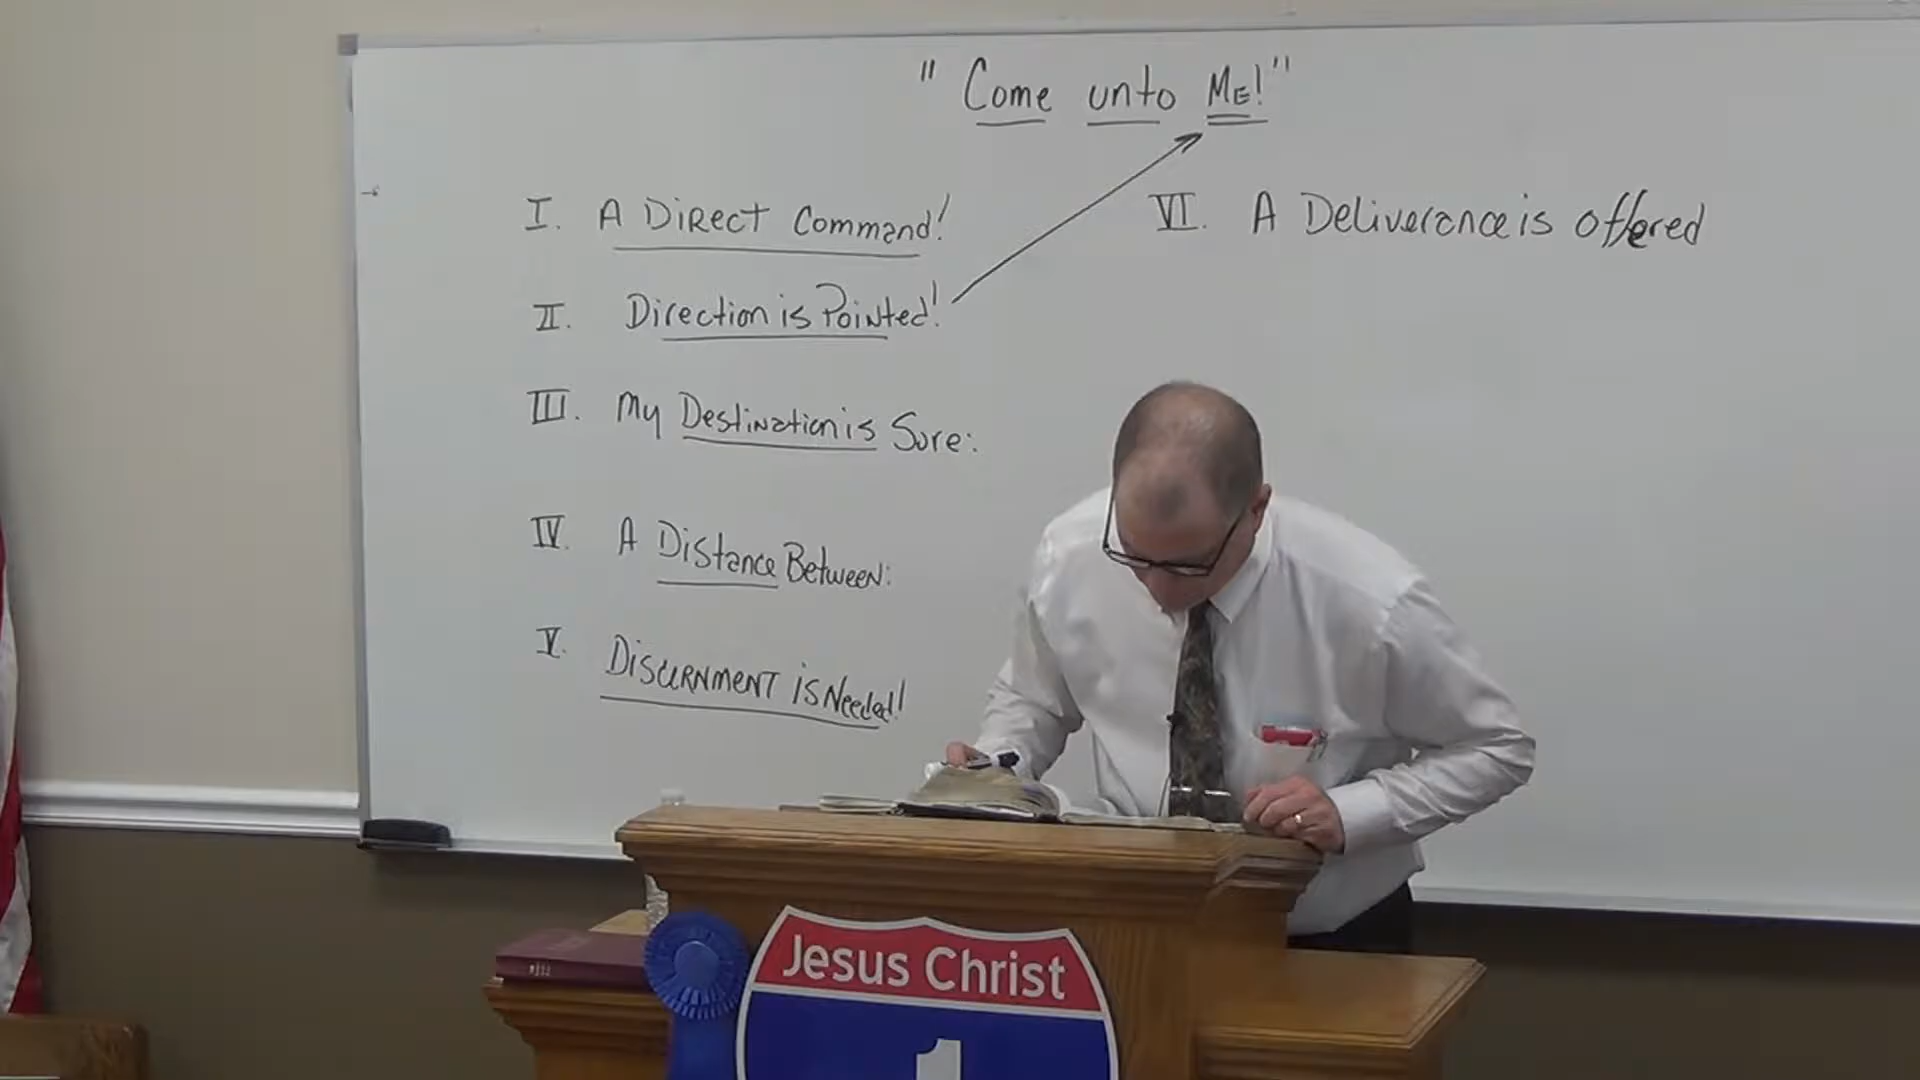 "Come unto ME!"
I. A Direct Command!
II. Direction is Pointed!
III. My Destination is Sure:
IV. A Distance Between:
V. Discernment is Needed!
VI. A Deliverance is offered
Jesus Christ
1